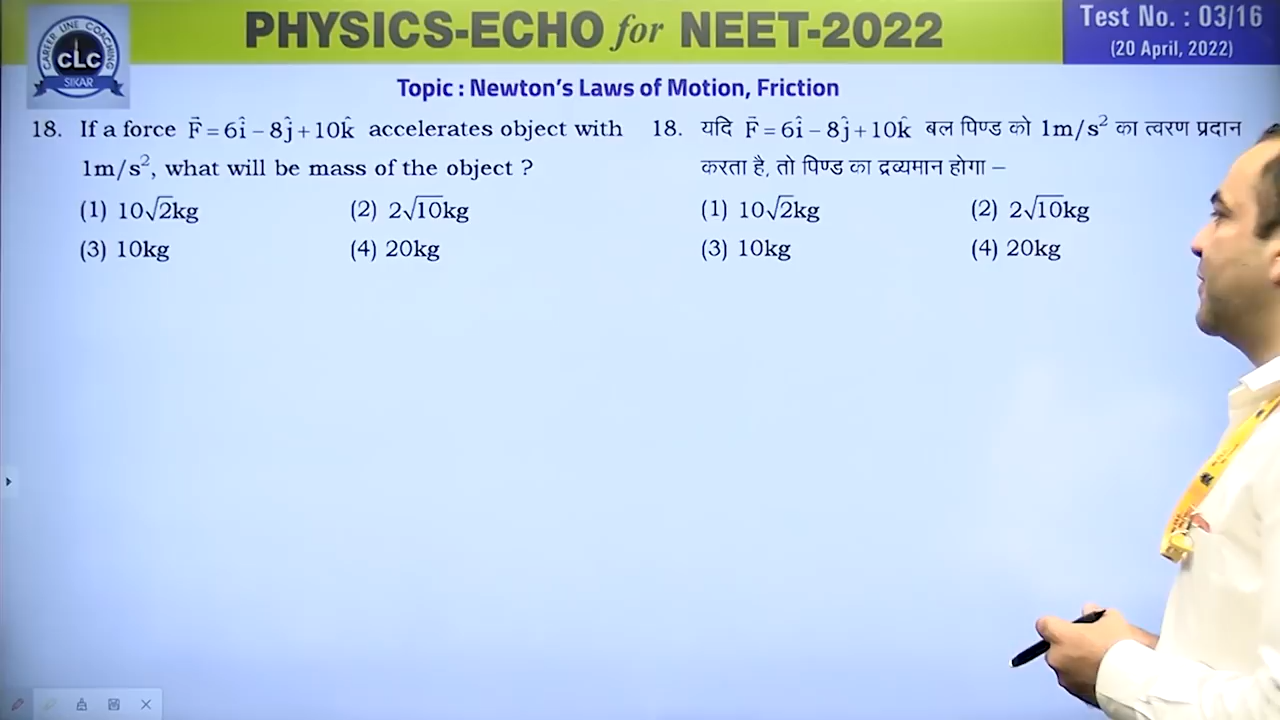 CAREER LINE COACHING
CLC
SIKAR
PHYSICS-ECHO for NEET-2022
Test No. : 03/16
(20 April, 2022)
Topic : Newton's Laws of Motion, Friction
18. If a force F⃗ = 6î − 8ĵ + 10k̂ accelerates object with
1m/s², what will be mass of the object ?
(1) 10√2kg (2) 2√10kg
(3) 10kg (4) 20kg
18. यदि F⃗ = 6î − 8ĵ + 10k̂ बल पिण्ड को 1m/s² का त्वरण प्रदान
करता है, तो पिण्ड का द्रव्यमान होगा –
(1) 10√2kg (2) 2√10kg
(3) 10kg (4) 20kg